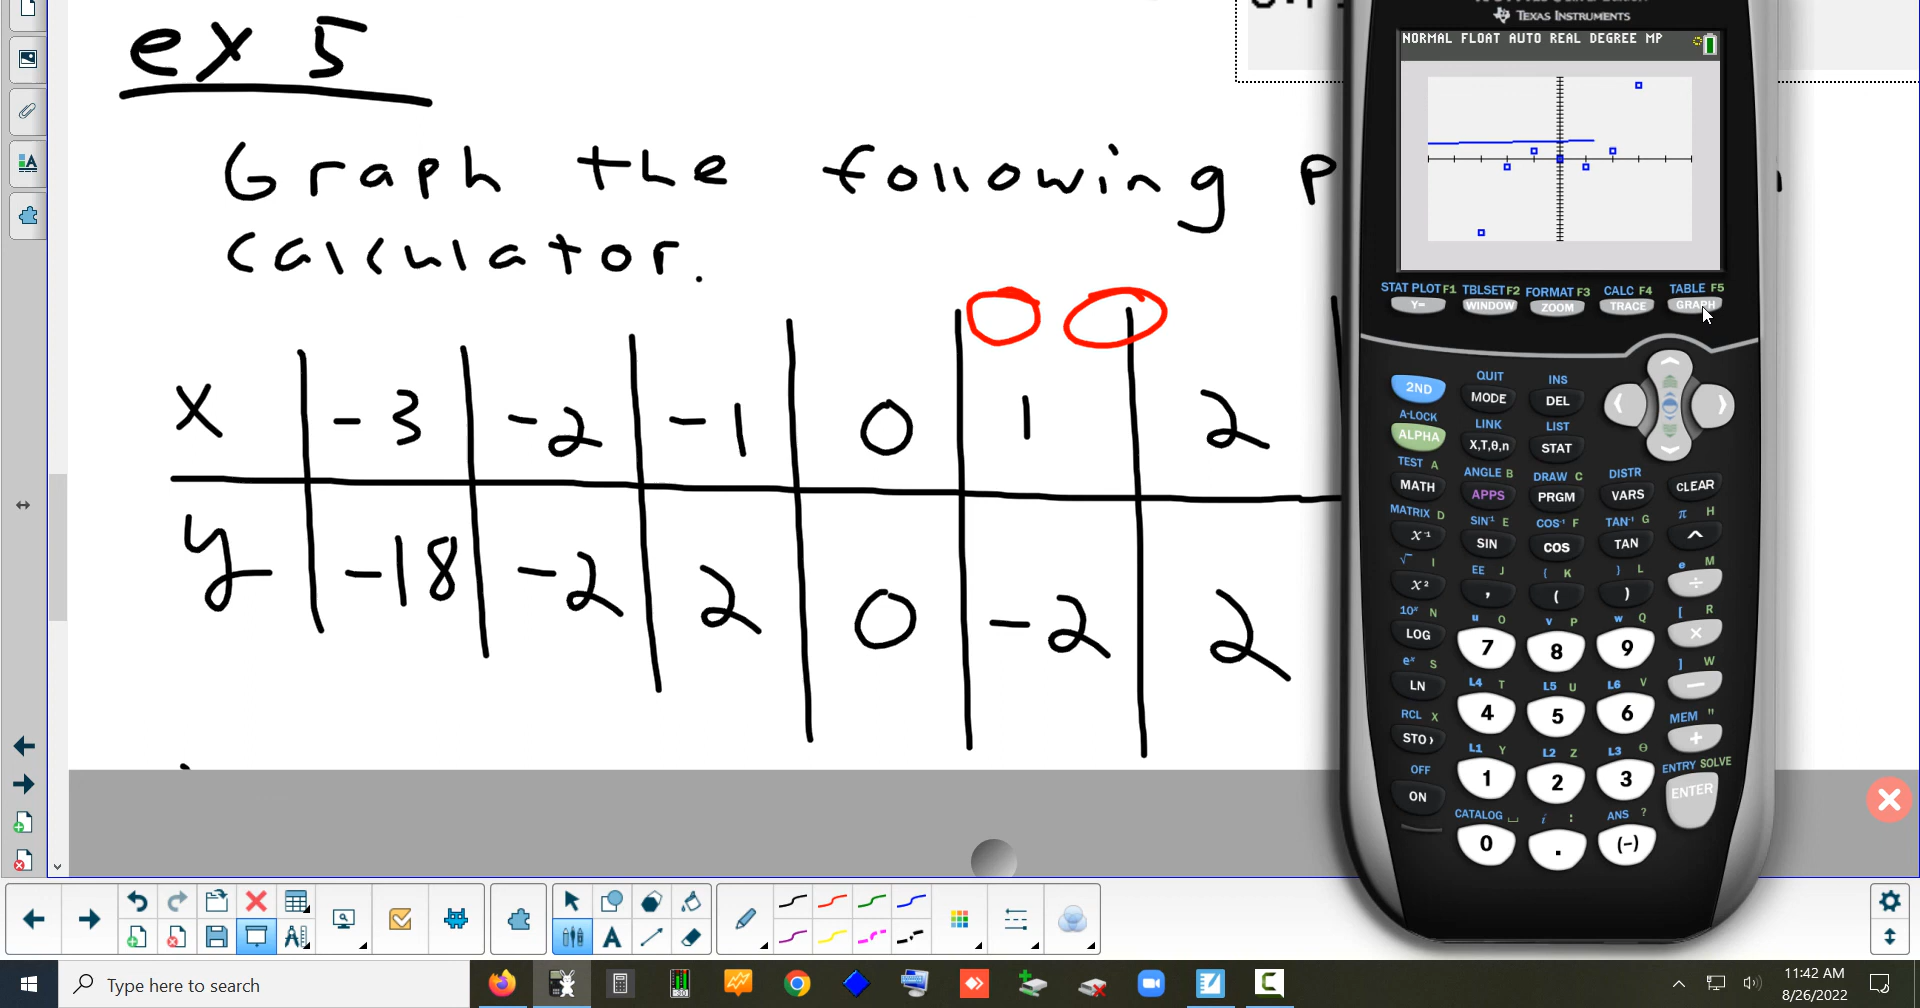 ex 5
Graph the following p
calculator.
x -3 -2 -1 0 1 2
y -18 -2 2 0 -2 2
TEXAS INSTRUMENTS
NORMAL FLOAT AUTO REAL DEGREE MP
STAT PLOT F1 TBLSET F2 FORMAT F3 CALC F4 TABLE F5
Y= WINDOW ZOOM TRACE GRAPH
QUIT INS
2ND MODE DEL
A-LOCK LINK LIST
ALPHA X,T,θ,n STAT
TEST A ANGLE B DRAW C DISTR
MATH APPS PRGM VARS CLEAR
MATRIX D SIN⁻¹ E COS⁻¹ F TAN⁻¹ G π H
x⁻¹ SIN COS TAN ^
√ I EE J { K } L e M
x² , ( ) ÷
10ˣ N u O v P w Q [ R
LOG 7 8 9 ×
eˣ S L4 T L5 U L6 V ] W
LN 4 5 6 −
RCL X L1 Y L2 Z L3 θ MEM "
STO› 1 2 3 +
OFF ENTRY SOLVE
ON ENTER
CATALOG i : ANS ?
0 . (-)
Type here to search
11:42 AM
8/26/2022